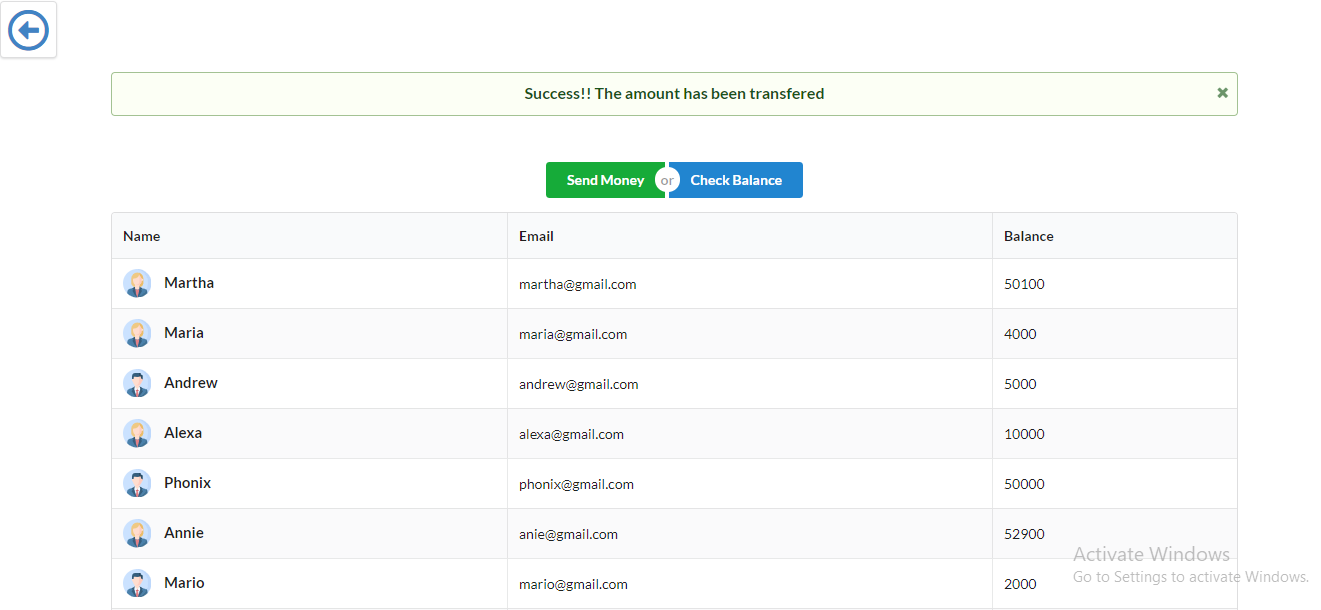 Success!! The amount has been transfered
Send Money or Check Balance
Name Email Balance
Martha martha@gmail.com 50100
Maria maria@gmail.com 4000
Andrew andrew@gmail.com 5000
Alexa alexa@gmail.com 10000
Phonix phonix@gmail.com 50000
Annie anie@gmail.com 52900
Activate Windows
Go to Settings to activate Windows.
Mario mario@gmail.com 2000